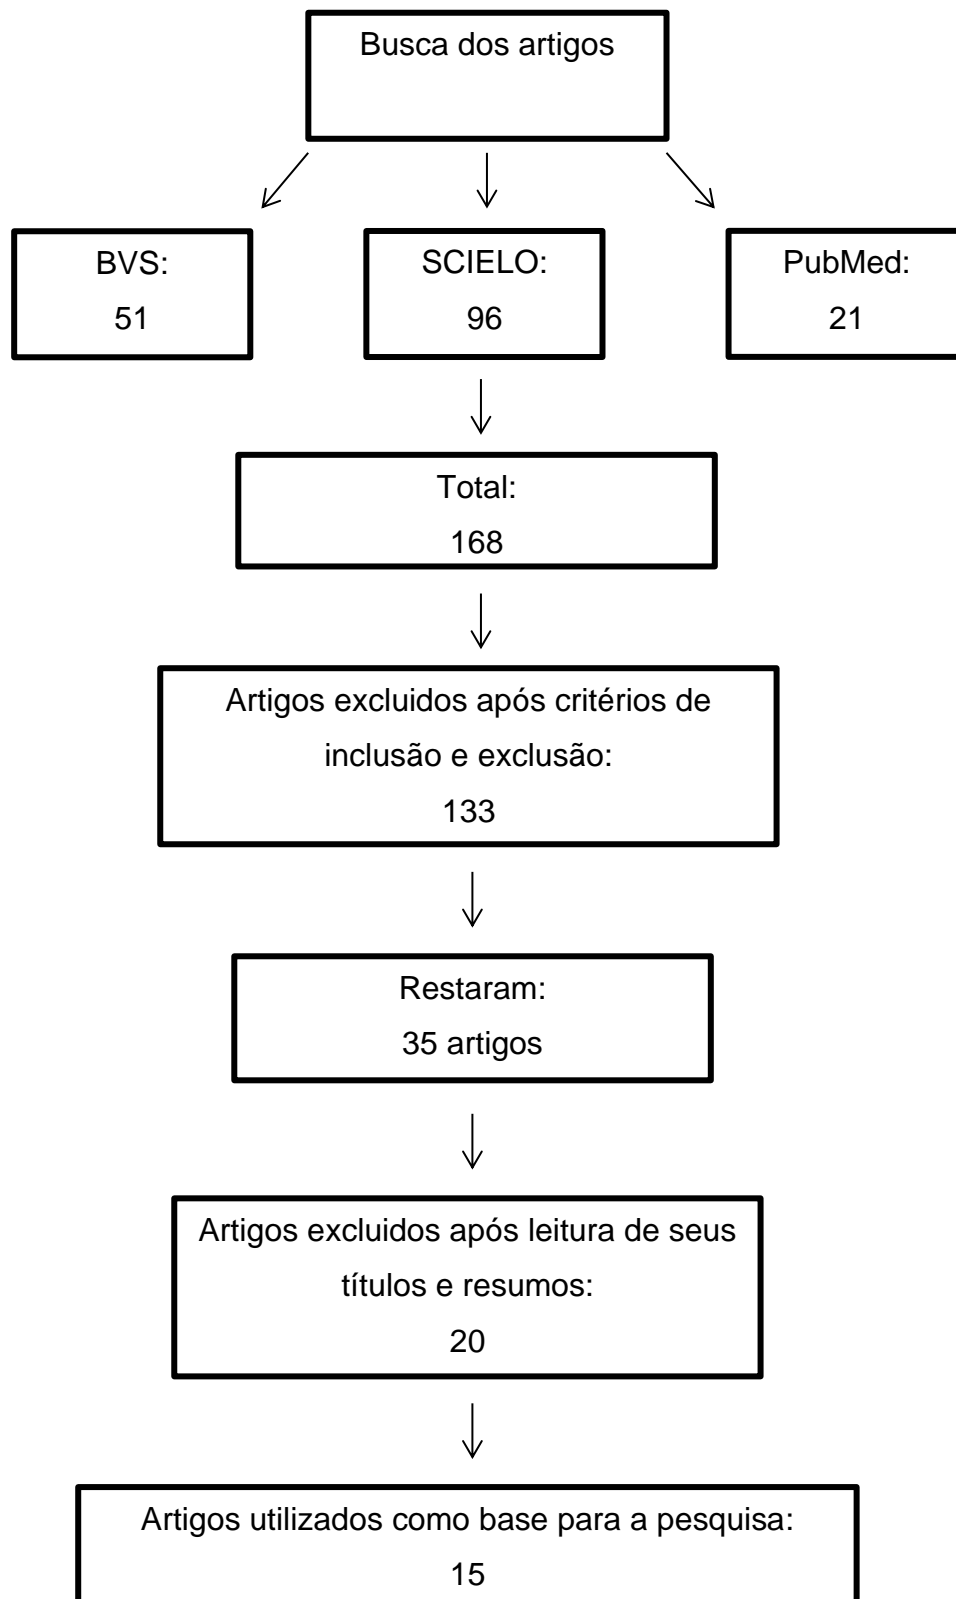 Busca dos artigos
BVS:
51
SCIELO:
96
PubMed:
21
Total:
168
Artigos excluidos após critérios de
inclusão e exclusão:
133
Restaram:
35 artigos
Artigos excluidos após leitura de seus
títulos e resumos:
20
Artigos utilizados como base para a pesquisa:
15